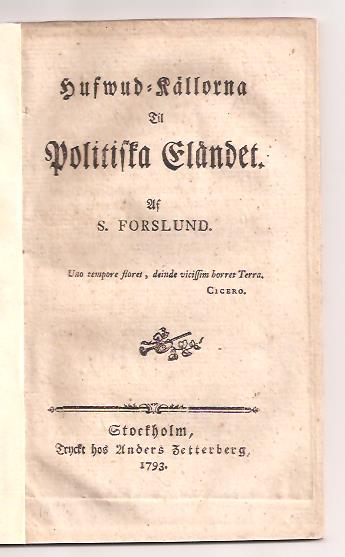 Hufwud-Källorna
Til
Politiska Eländet.
Af
S. FORSLUND.
Uno tempore floret, deinde vicissim horret Terra.
CICERO.
Stockholm,
Tryckt hos Anders Zetterberg,
1793.